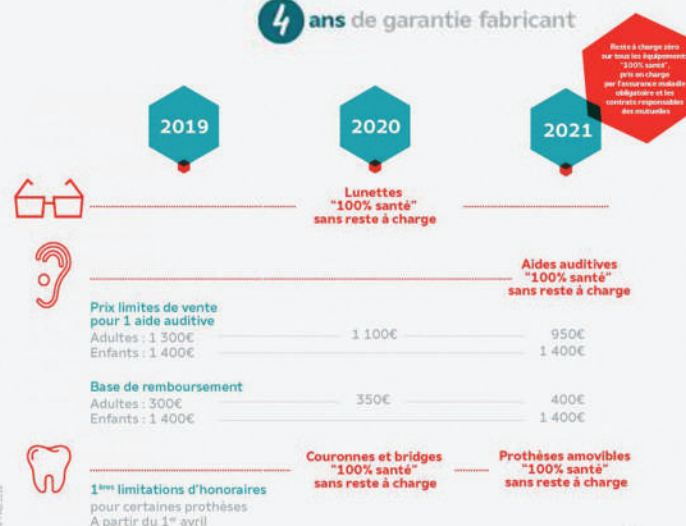 4 ans de garantie fabricant
Reste à charge zéro
sur tous les équipements
"100% santé",
pris en charge
par l'assurance maladie
obligatoire et les
contrats responsables
des mutuelles
2019
2020
2021
Lunettes
"100% santé"
sans reste à charge
Aides auditives
"100% santé"
sans reste à charge
Prix limites de vente
pour 1 aide auditive
Adultes : 1 300€ 1 100€ 950€
Enfants : 1 400€ 1 400€
Base de remboursement
Adultes : 300€ 350€ 400€
Enfants : 1 400€ 1 400€
Couronnes et bridges
"100% santé"
sans reste à charge
Prothèses amovibles
"100% santé"
sans reste à charge
1ères limitations d'honoraires
pour certaines prothèses
A partir du 1er avril